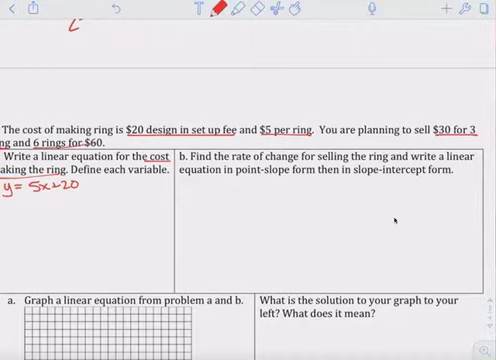 The cost of making ring is $20 design in set up fee and $5 per ring. You are planning to sell $30 for 3
and 6 rings for $60.
Write a linear equation for the cost
aking the ring. Define each variable.
y = 5x+20
b. Find the rate of change for selling the ring and write a linear
equation in point-slope form then in slope-intercept form.
a. Graph a linear equation from problem a and b.
What is the solution to your graph to your
left? What does it mean?